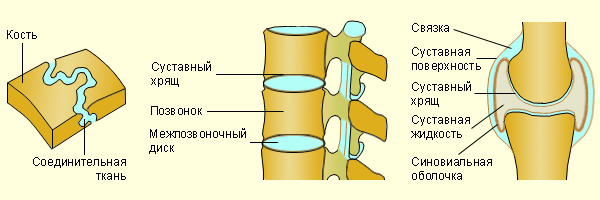 Кость
Соединительная
ткань
Суставный
хрящ
Позвонок
Межпозвоночный
диск
Связка
Суставная
поверхность
Суставный
хрящ
Суставная
жидкость
Синовиальная
оболочка